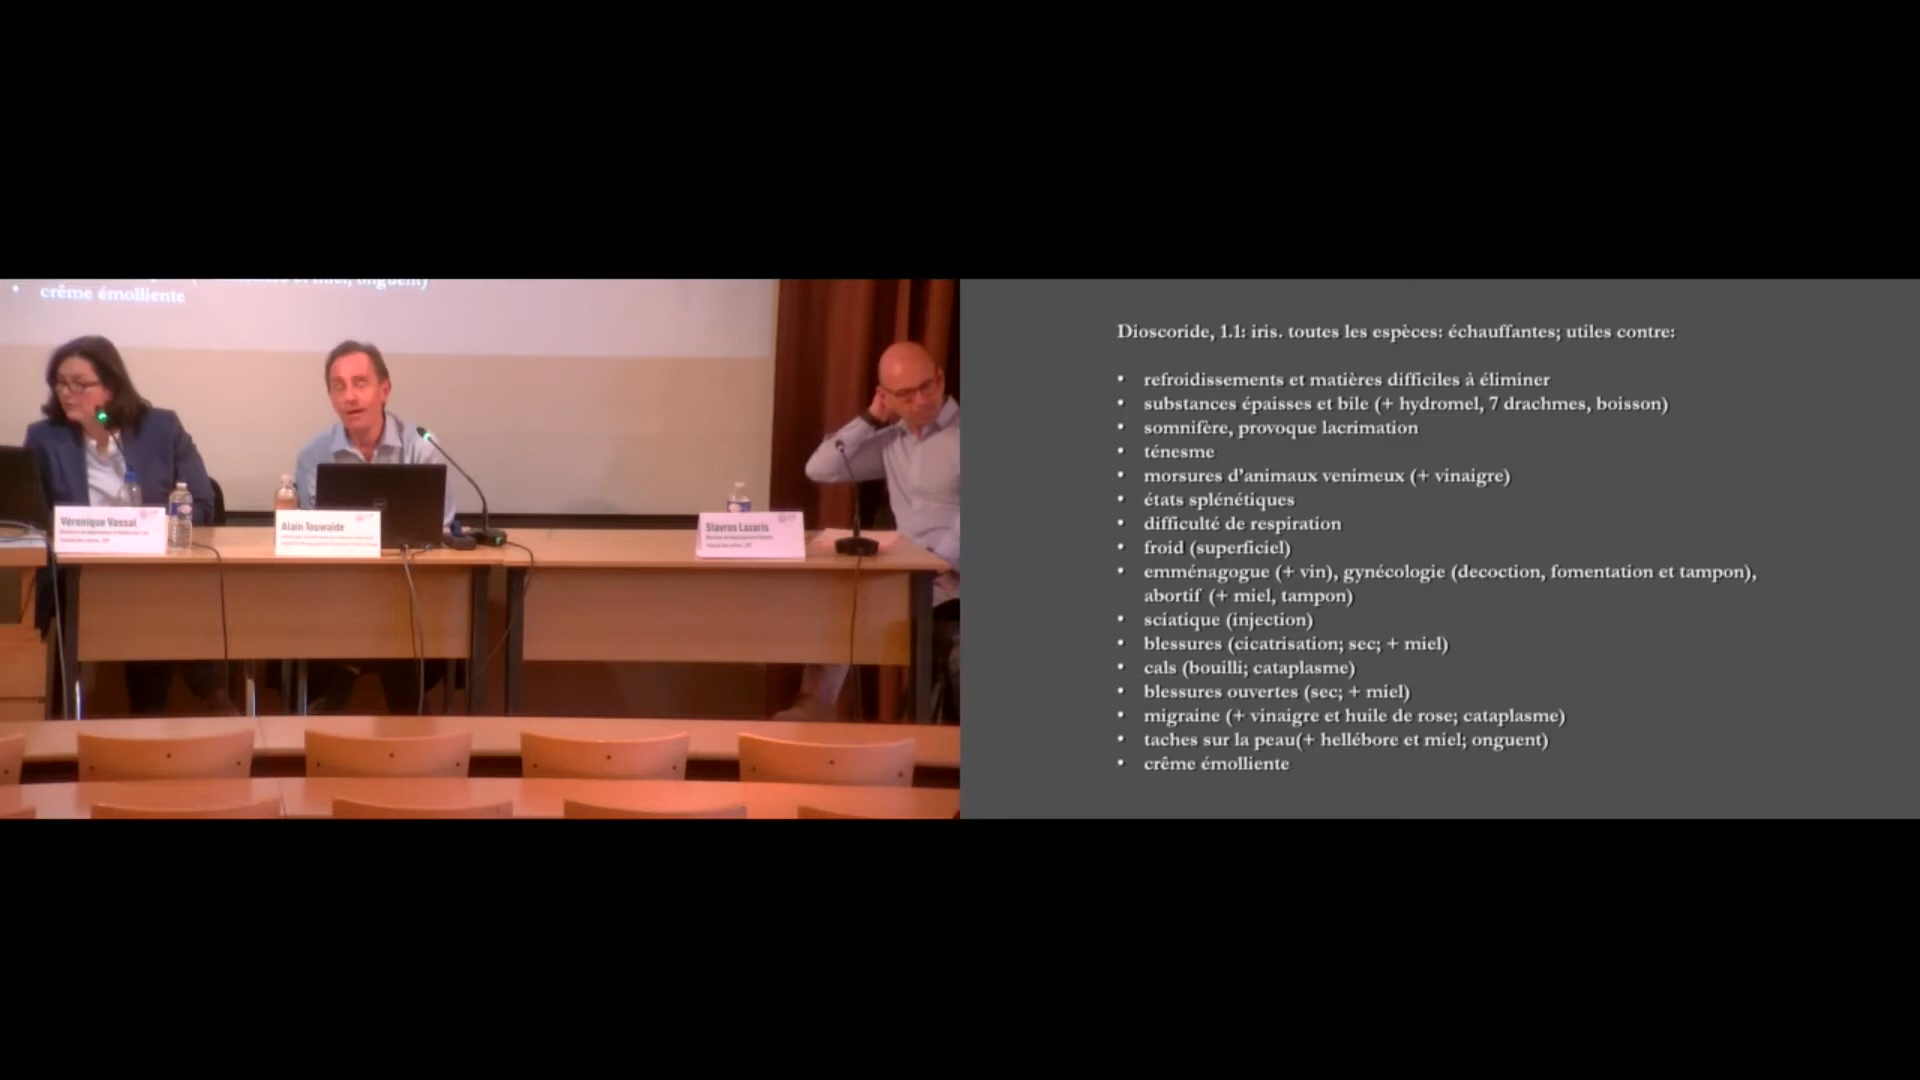 crême émolliente
Véronique Vassal
Alain Touwaide
Stavros Lazaris
Dioscoride, 1.1: iris. toutes les espèces: échauffantes; utiles contre:
• refroidissements et matières difficiles à éliminer
• substances épaisses et bile (+ hydromel, 7 drachmes, boisson)
• somnifère, provoque lacrimation
• ténesme
• morsures d'animaux venimeux (+ vinaigre)
• états splénétiques
• difficulté de respiration
• froid (superficiel)
• emménagogue (+ vin), gynécologie (decoction, fomentation et tampon),
abortif (+ miel, tampon)
• sciatique (injection)
• blessures (cicatrisation; sec; + miel)
• cals (bouilli; cataplasme)
• blessures ouvertes (sec; + miel)
• migraine (+ vinaigre et huile de rose; cataplasme)
• taches sur la peau(+ hellébore et miel; onguent)
• crême émolliente